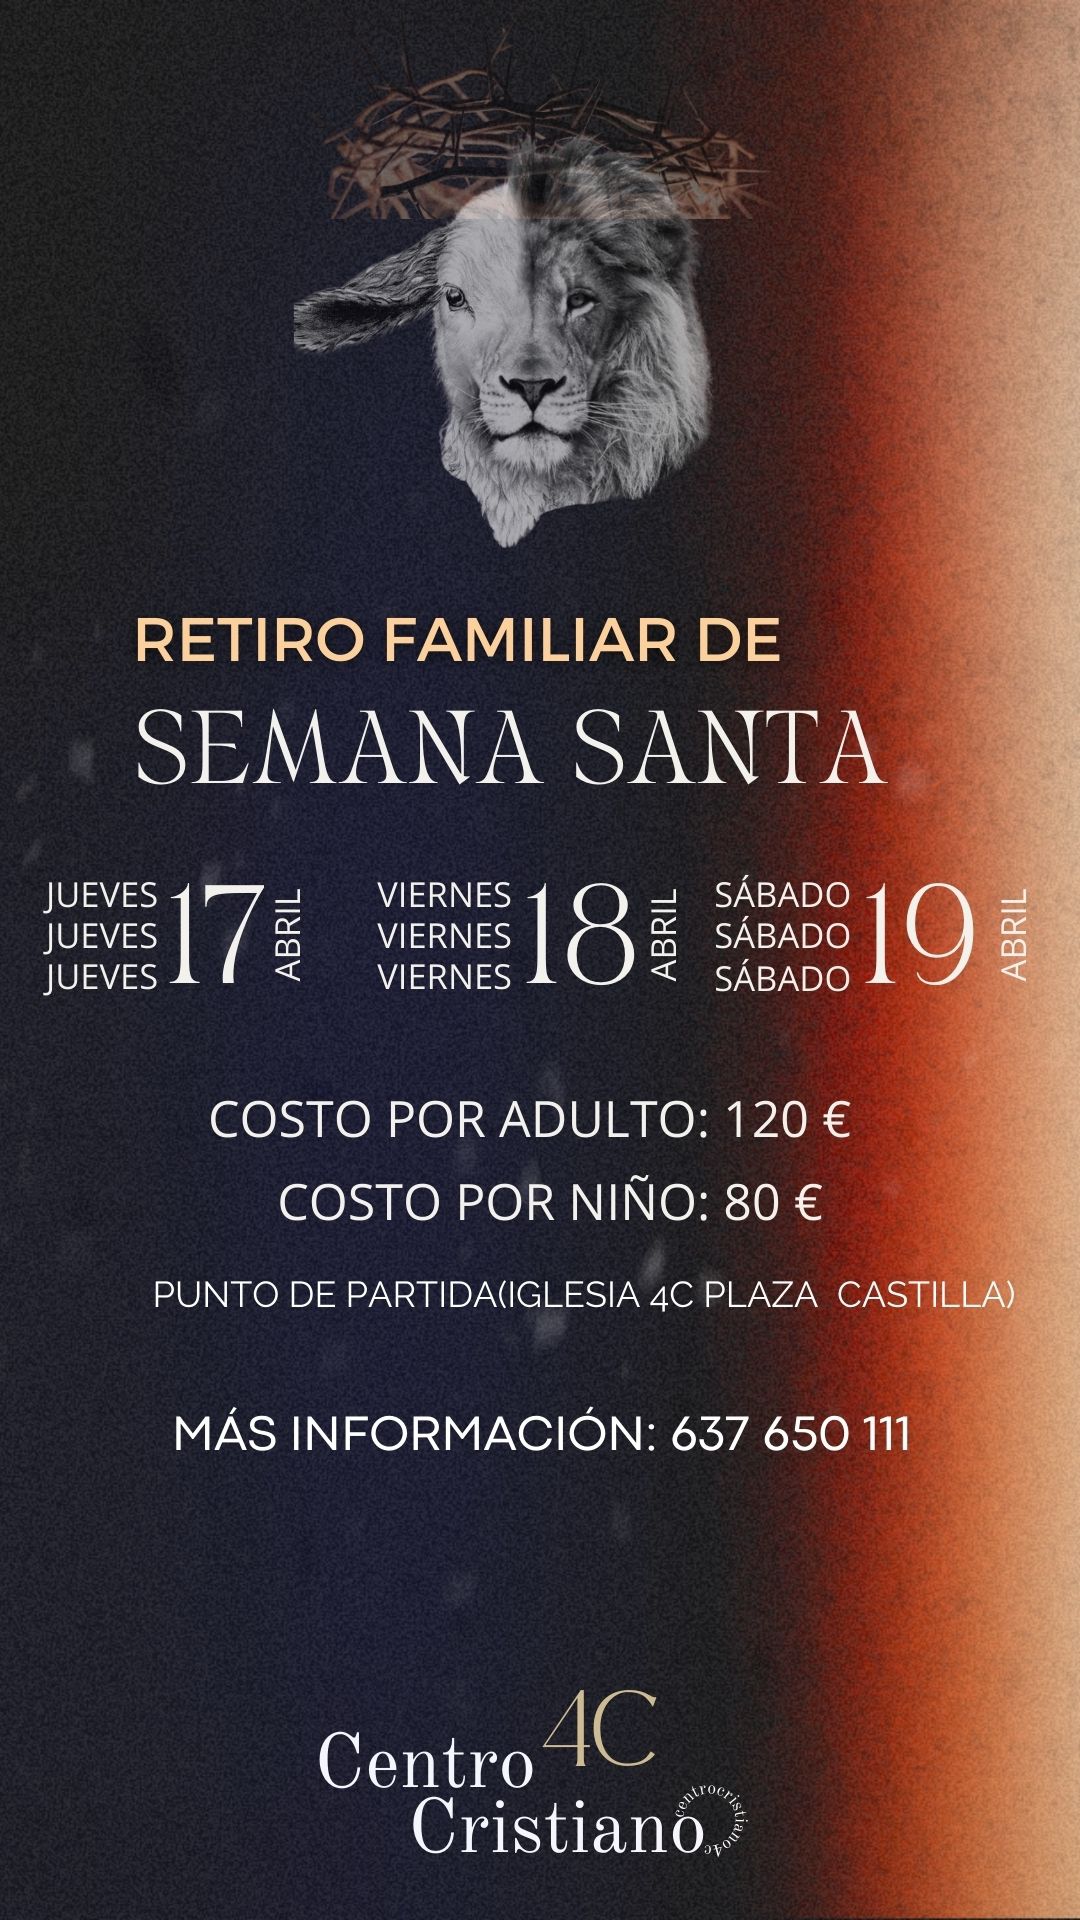 RETIRO FAMILIAR DE
SEMANA SANTA
JUEVES
JUEVES
JUEVES
17
ABRIL
VIERNES
VIERNES
VIERNES
18
ABRIL
SÁBADO
SÁBADO
SÁBADO
19
ABRIL
COSTO POR ADULTO: 120 €
COSTO POR NIÑO: 80 €
PUNTO DE PARTIDA(IGLESIA 4C PLAZA  CASTILLA)
MÁS INFORMACIÓN: 637 650 111
4C
Centro
Cristiano
centrocristiano4c